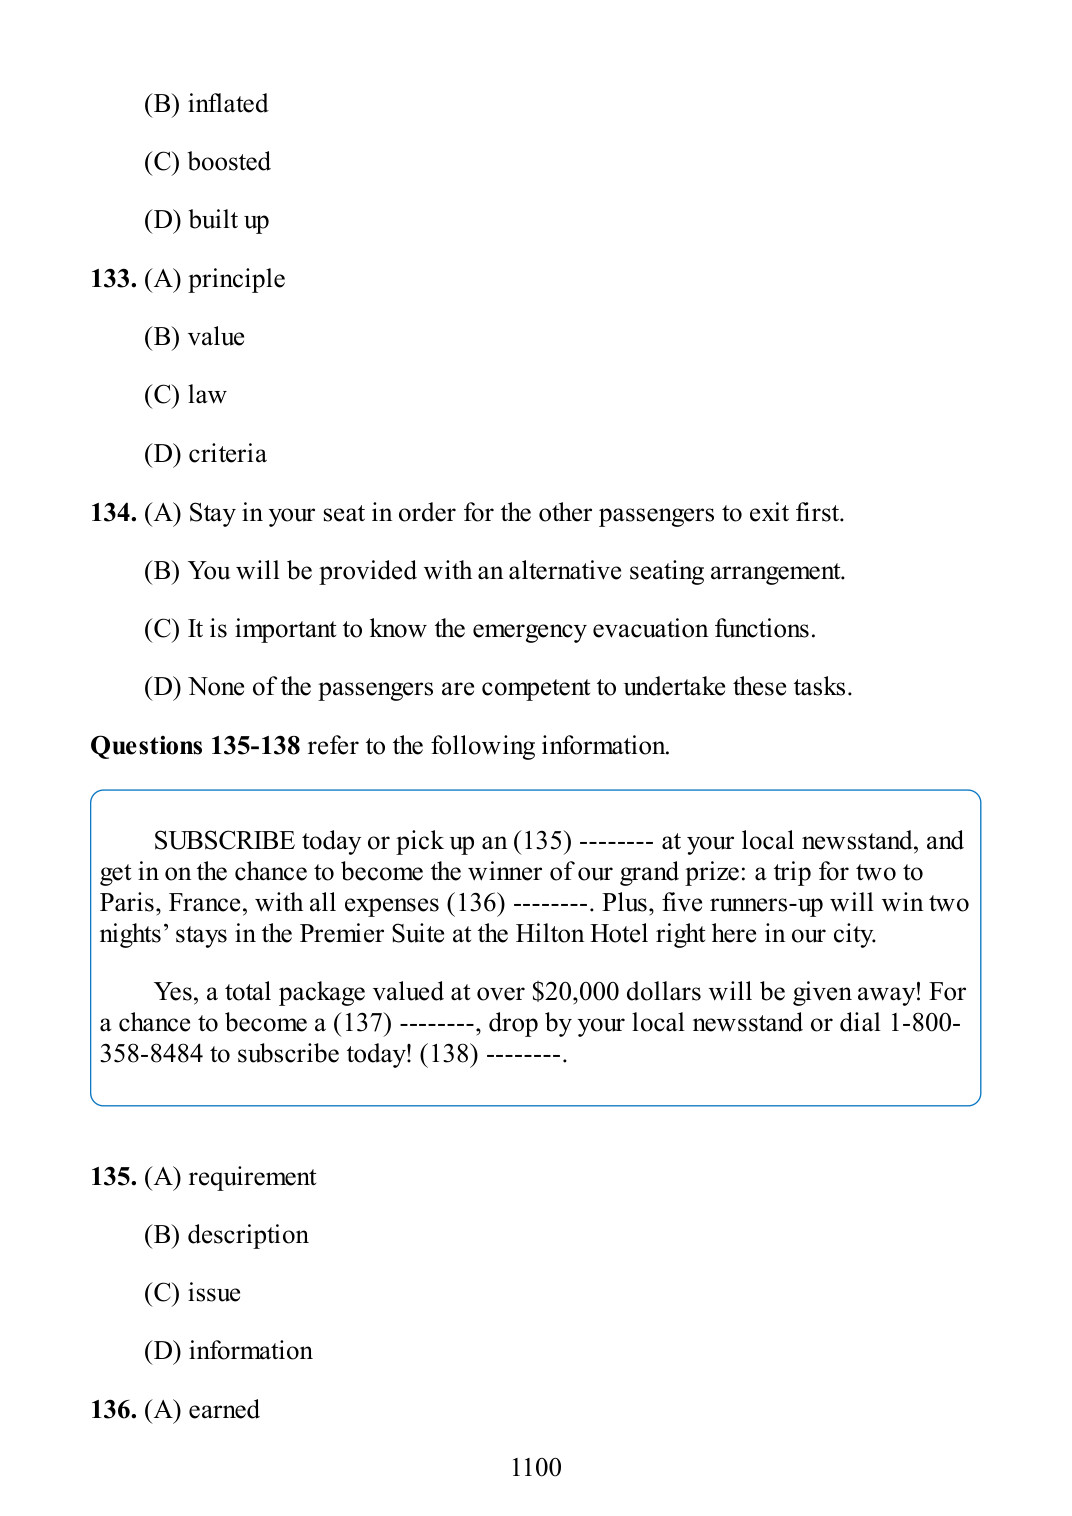 (B) inflated
(C) boosted
(D) built up
133. (A) principle
(B) value
(C) law
(D) criteria
134. (A) Stay in your seat in order for the other passengers to exit first.
(B) You will be provided with an alternative seating arrangement.
(C) It is important to know the emergency evacuation functions.
(D) None of the passengers are competent to undertake these tasks.
Questions 135-138 refer to the following information.
SUBSCRIBE today or pick up an (135) -------- at your local newsstand, and
get in on the chance to become the winner of our grand prize: a trip for two to
Paris, France, with all expenses (136) --------. Plus, five runners-up will win two
nights’ stays in the Premier Suite at the Hilton Hotel right here in our city.
Yes, a total package valued at over $20,000 dollars will be given away! For
a chance to become a (137) --------, drop by your local newsstand or dial 1-800-
358-8484 to subscribe today! (138) --------.
135. (A) requirement
(B) description
(C) issue
(D) information
136. (A) earned
1100